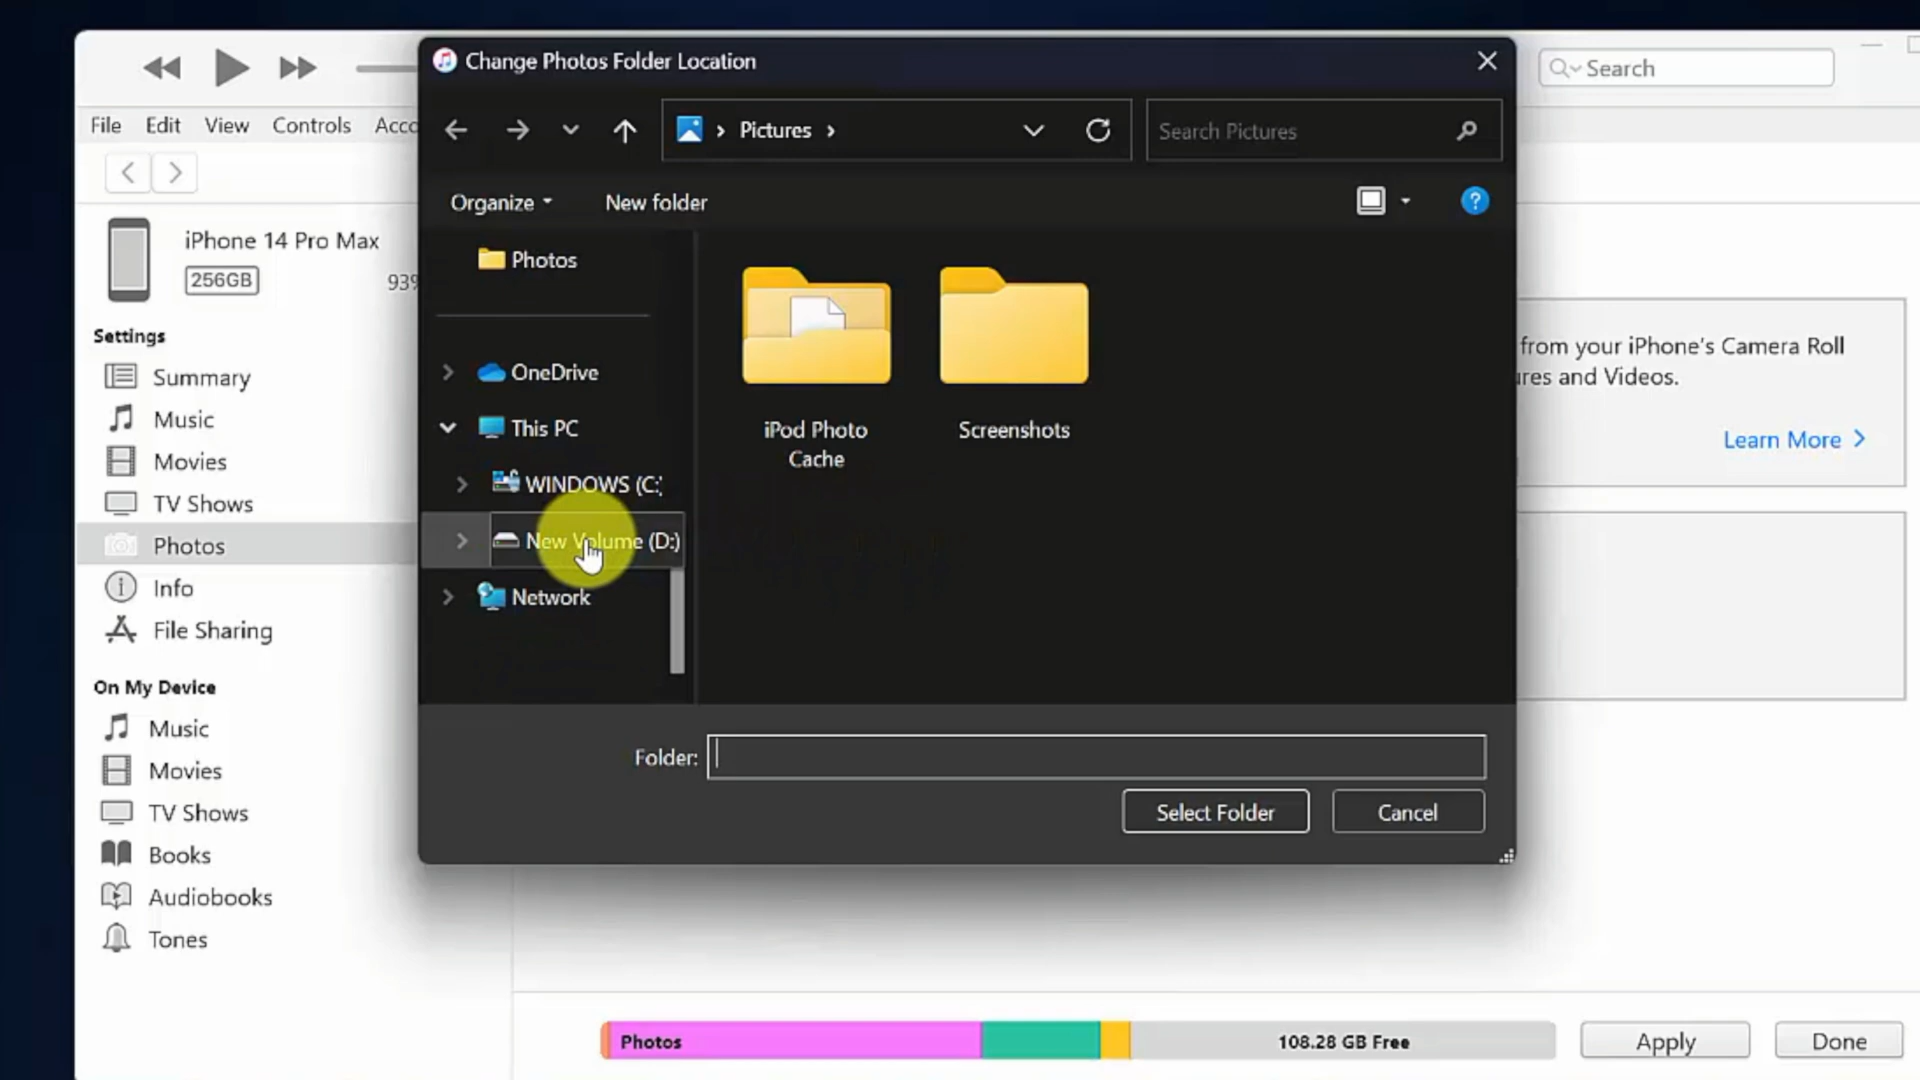 Change Photos Folder Location
Search
File Edit View Controls Acco
Pictures
Search Pictures
Organize
New folder
iPhone 14 Pro Max
256GB
93%
Photos
OneDrive
This PC
WINDOWS (C:)
New Volume (D:)
Network
iPod Photo
Cache
Screenshots
from your iPhone's Camera Roll
ures and Videos.
Learn More
Settings
Summary
Music
Movies
TV Shows
Photos
Info
File Sharing
On My Device
Music
Movies
TV Shows
Books
Audiobooks
Tones
Folder:
Select Folder
Cancel
Photos
108.28 GB Free
Apply
Done